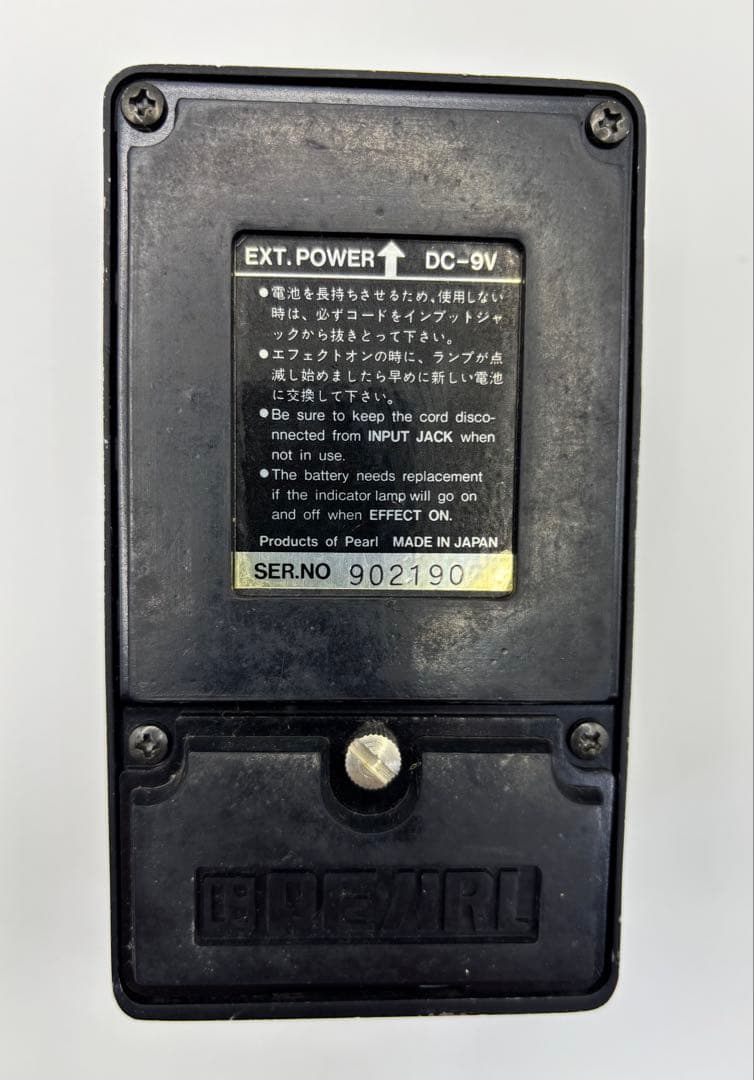 EXT. POWER ↑ DC-9V
●電池を長持ちさせるため、使用しない
時は、必ずコードをインプットジャ
ックから抜きとって下さい。
●エフェクトオンの時に、ランプが点
滅し始めましたら早めに新しい電池
に交換して下さい。
●Be sure to keep the cord disco-
nnected from INPUT JACK when
not in use.
●The battery needs replacement
if the indicator lamp will go on
and off when EFFECT ON.
Products of Pearl MADE IN JAPAN
SER.NO 902190
PEARL